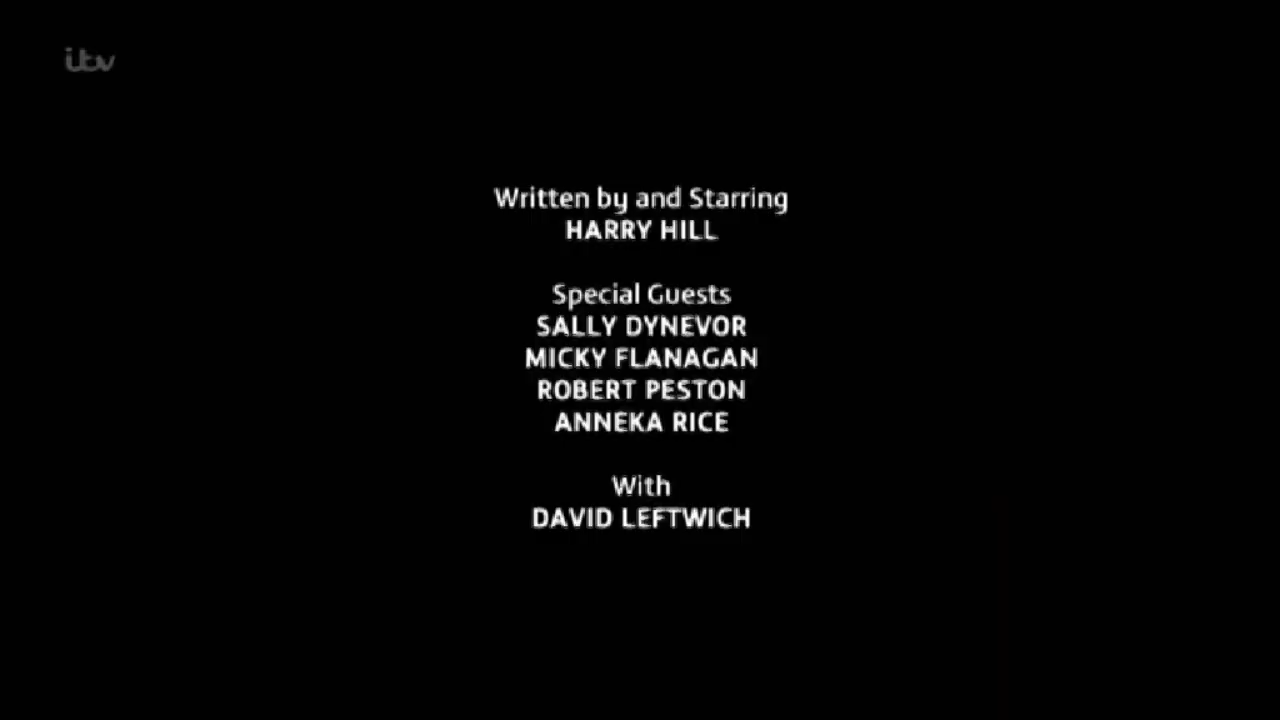 itv
Written by and Starring
HARRY HILL
Special Guests
SALLY DYNEVOR
MICKY FLANAGAN
ROBERT PESTON
ANNEKA RICE
With
DAVID LEFTWICH